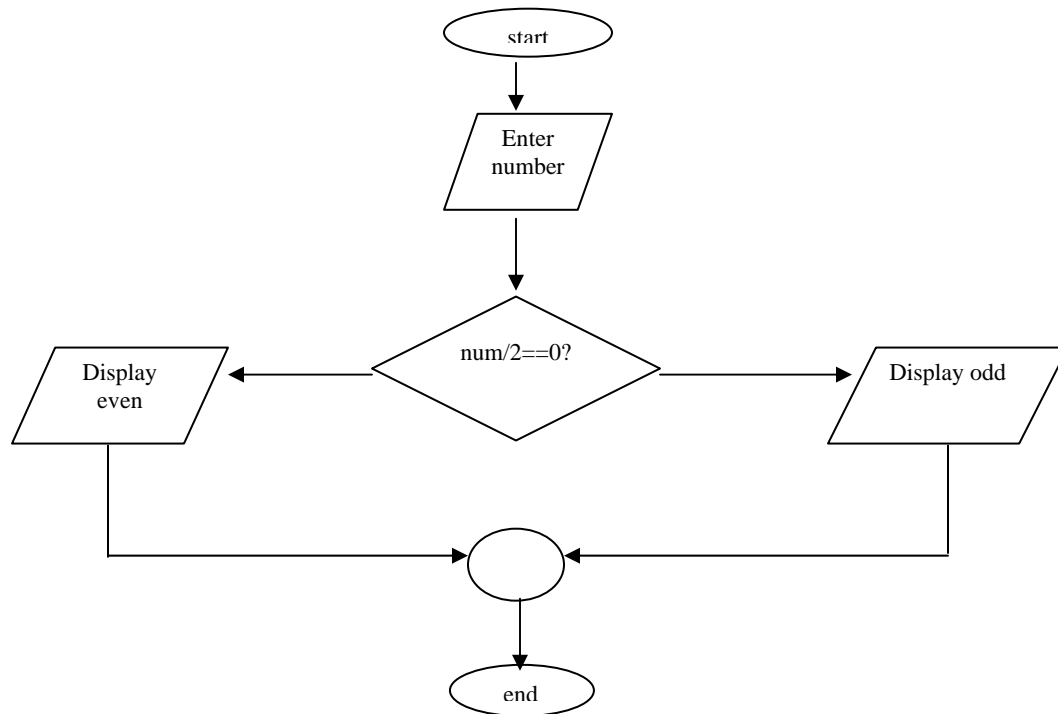 start
Enter
number
num/2==0?
Display
even
Display odd
end